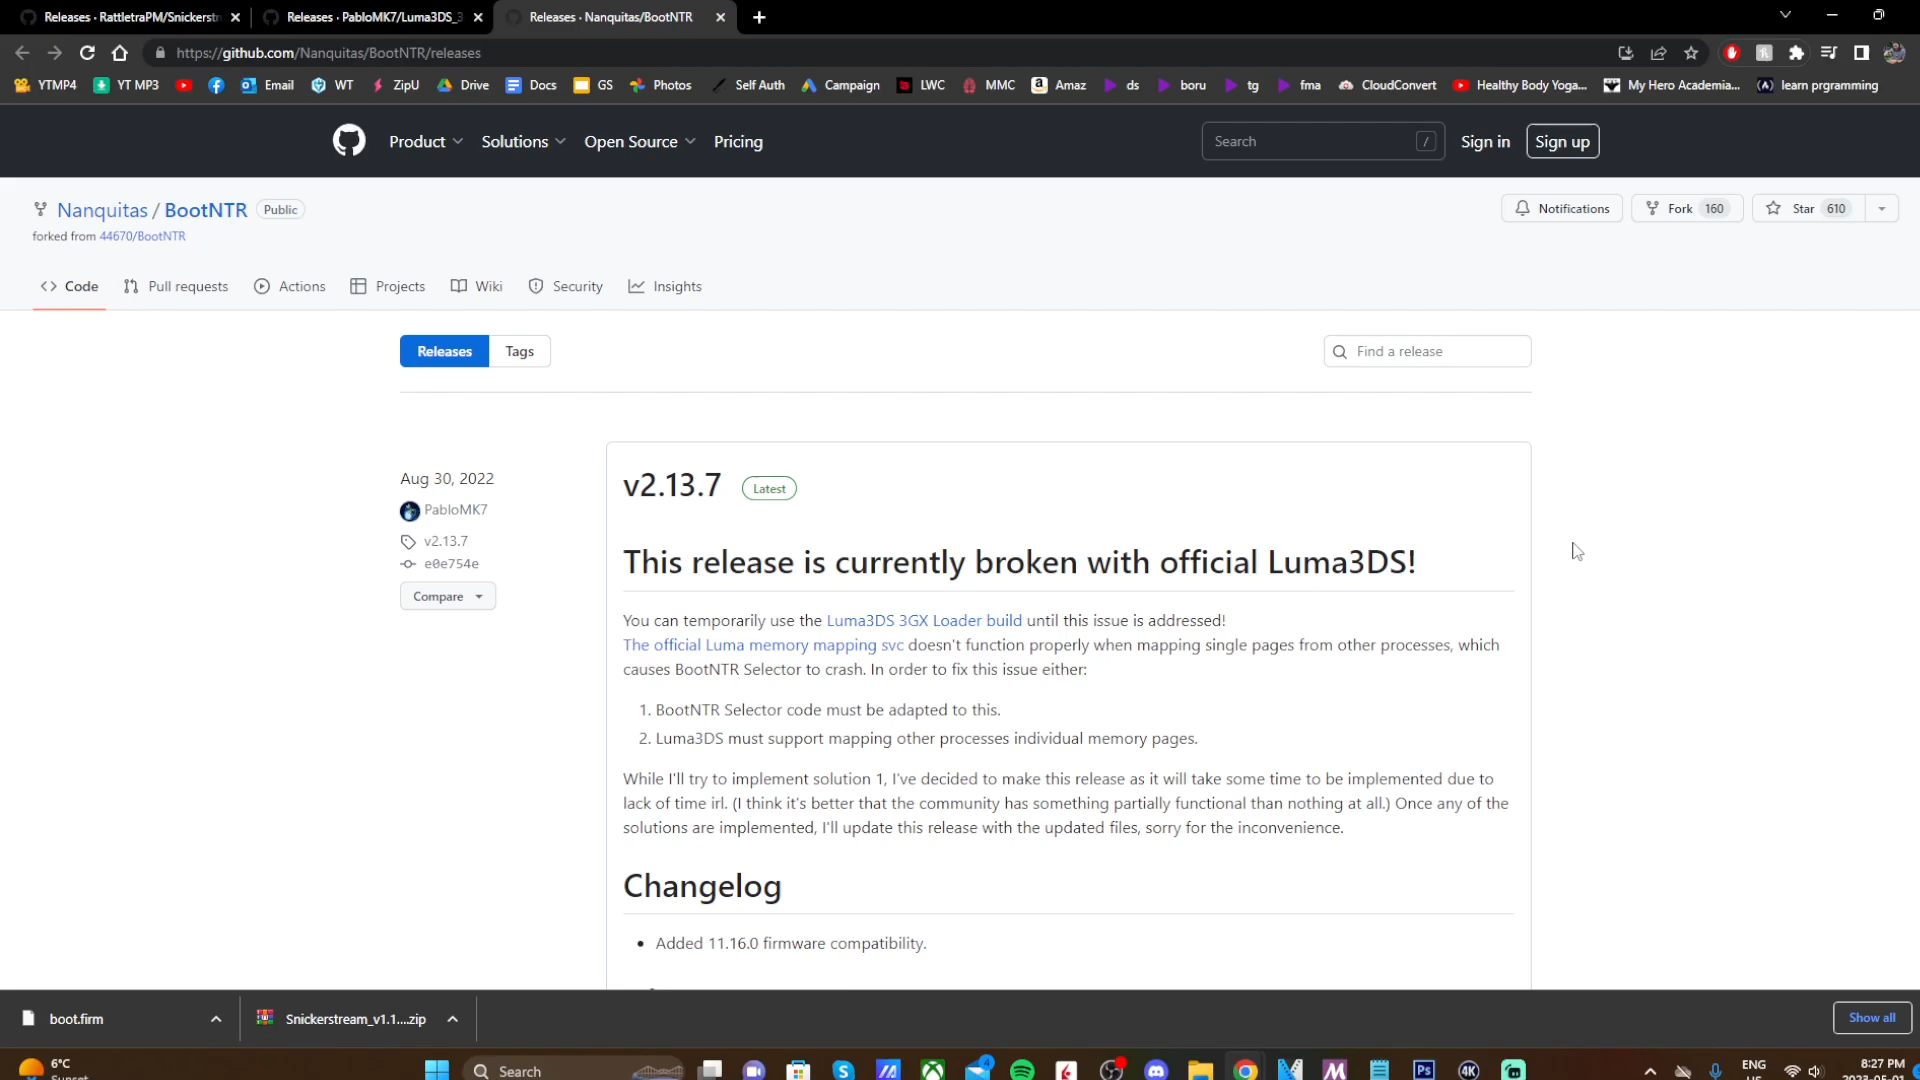 Releases · RattletraPM/Snickerstr
Releases · PabloMK7/Luma3DS_3
Releases · Nanquitas/BootNTR
https://github.com/Nanquitas/BootNTR/releases
YTMP4
YT MP3
Email
WT
ZipU
Drive
Docs
GS
Photos
Self Auth
Campaign
LWC
MMC
Amaz
ds
boru
tg
fma
CloudConvert
Healthy Body Yoga...
My Hero Academia...
learn prgramming
Product
Solutions
Open Source
Pricing
Search /
Sign in
Sign up
Nanquitas / BootNTR Public
Notifications
Fork 160
Star 610
forked from 44670/BootNTR
Code
Pull requests
Actions
Projects
Wiki
Security
Insights
Releases
Tags
Find a release
Aug 30, 2022
PabloMK7
v2.13.7
e0e754e
Compare
v2.13.7 Latest
This release is currently broken with official Luma3DS!
You can temporarily use the Luma3DS 3GX Loader build until this issue is addressed!
The official Luma memory mapping svc doesn't function properly when mapping single pages from other processes, which
causes BootNTR Selector to crash. In order to fix this issue either:
1. BootNTR Selector code must be adapted to this.
2. Luma3DS must support mapping other processes individual memory pages.
While I'll try to implement solution 1, I've decided to make this release as it will take some time to be implemented due to
lack of time irl. (I think it's better that the community has something partially functional than nothing at all.) Once any of the
solutions are implemented, I'll update this release with the updated files, sorry for the inconvenience.
Changelog
• Added 11.16.0 firmware compatibility.
boot.firm
Snickerstream_v1.1....zip
Show all
6°C
Sunset
Search
4
Ps
4K
ENG
US
8:27 PM
2023-05-01